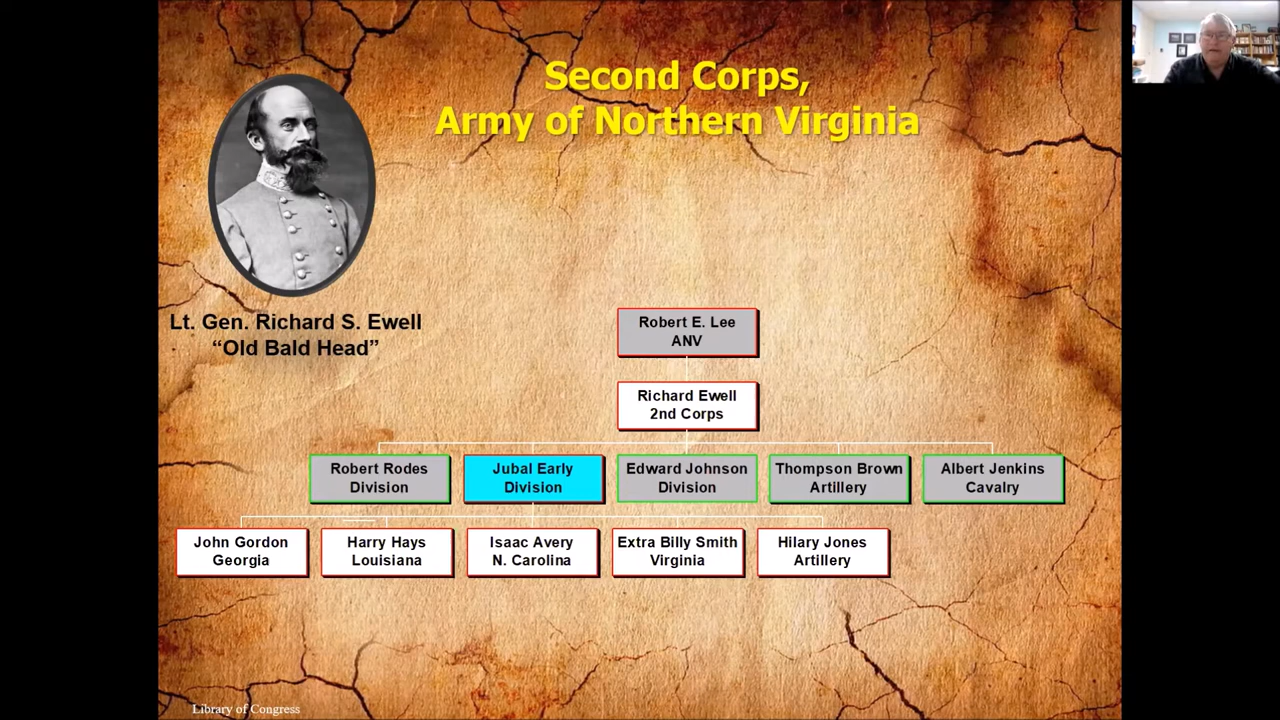 Second Corps,
Army of Northern Virginia
Lt. Gen. Richard S. Ewell
“Old Bald Head”
Robert E. Lee
ANV
Richard Ewell
2nd Corps
Robert Rodes
Division
Jubal Early
Division
Edward Johnson
Division
Thompson Brown
Artillery
Albert Jenkins
Cavalry
John Gordon
Georgia
Harry Hays
Louisiana
Isaac Avery
N. Carolina
Extra Billy Smith
Virginia
Hilary Jones
Artillery
Library of Congress